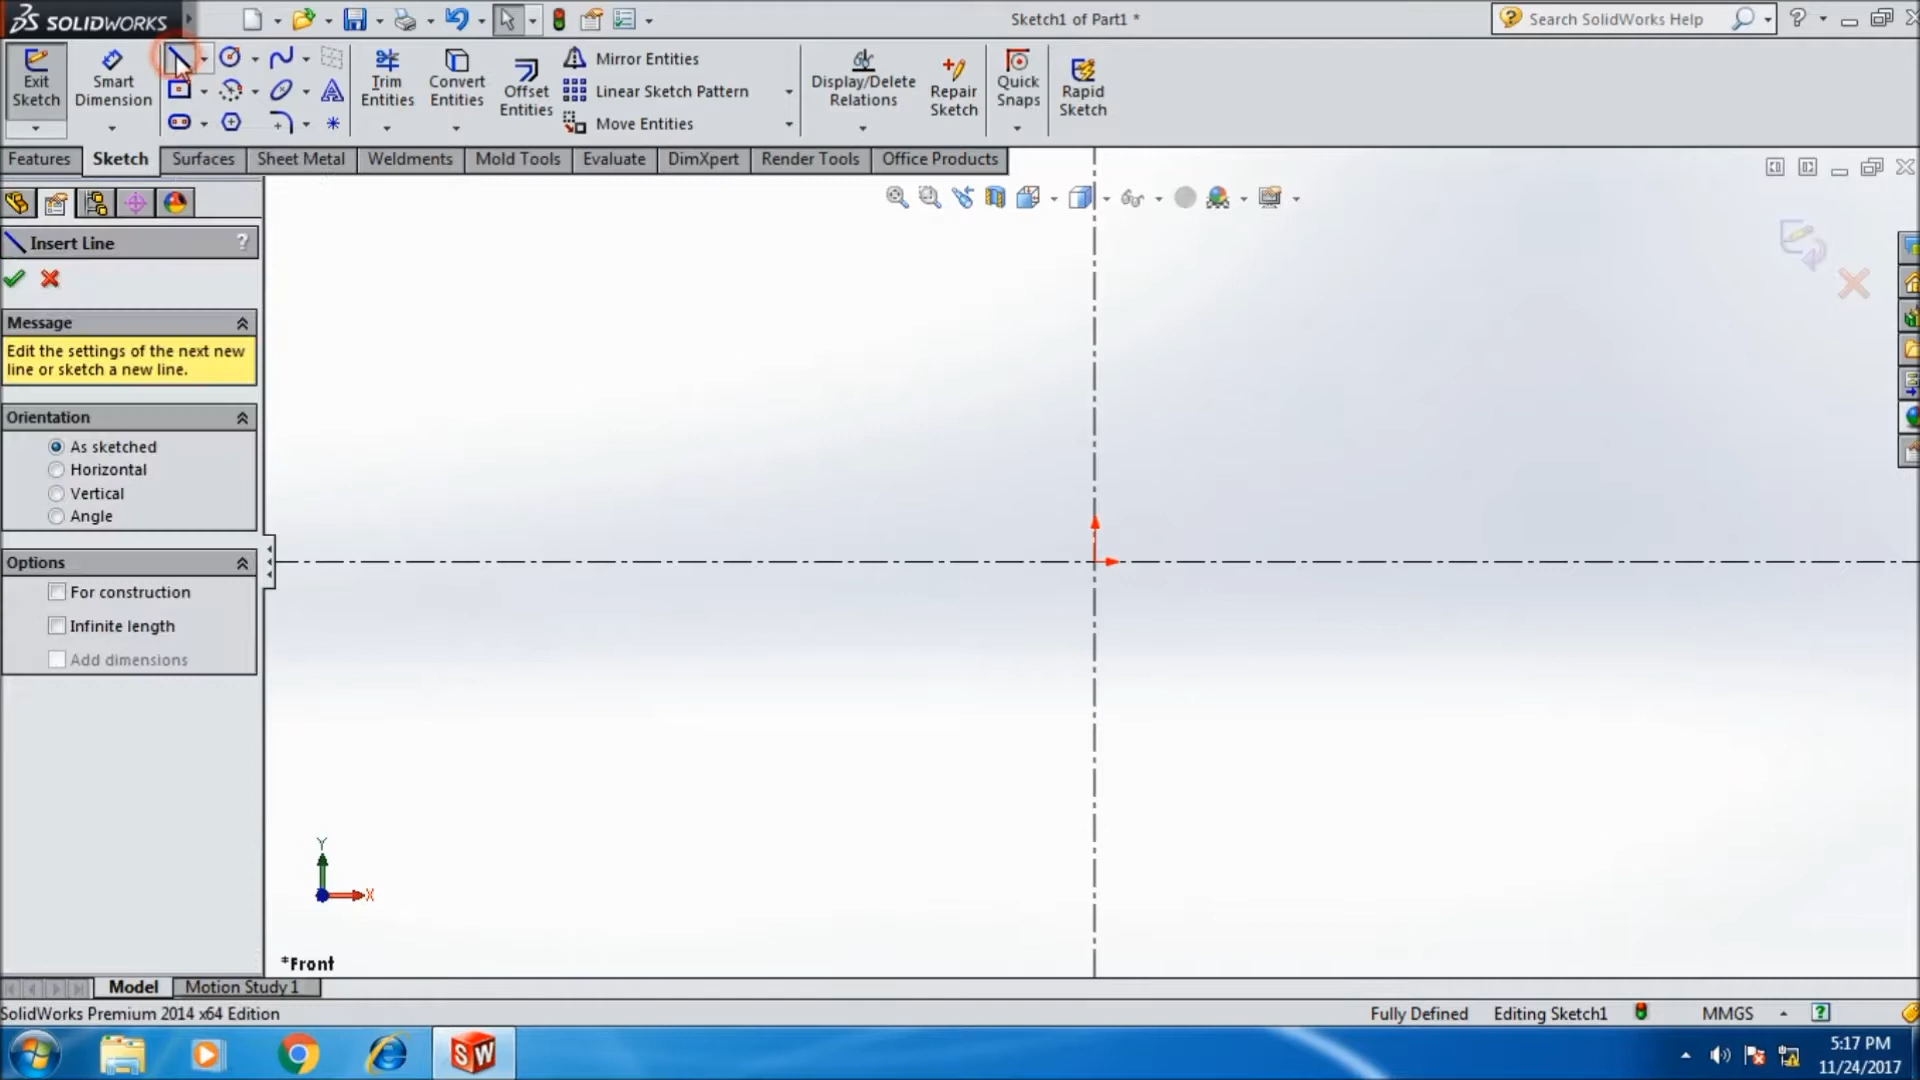 SOLIDWORKS
Sketch1 of Part1 *
Search SolidWorks Help
Exit Sketch
Smart Dimension
Trim Entities
Convert Entities
Offset Entities
Mirror Entities
Linear Sketch Pattern
Move Entities
Display/Delete Relations
Repair Sketch
Quick Snaps
Rapid Sketch
Features Sketch Surfaces Sheet Metal Weldments Mold Tools Evaluate DimXpert Render Tools Office Products
Insert Line ?
Message
Edit the settings of the next new
line or sketch a new line.
Orientation
As sketched
Horizontal
Vertical
Angle
Options
For construction
Infinite length
Add dimensions
Y
X
*Front
Model Motion Study 1
SolidWorks Premium 2014 x64 Edition
Fully Defined Editing Sketch1 MMGS ?
SW
5:17 PM
11/24/2017